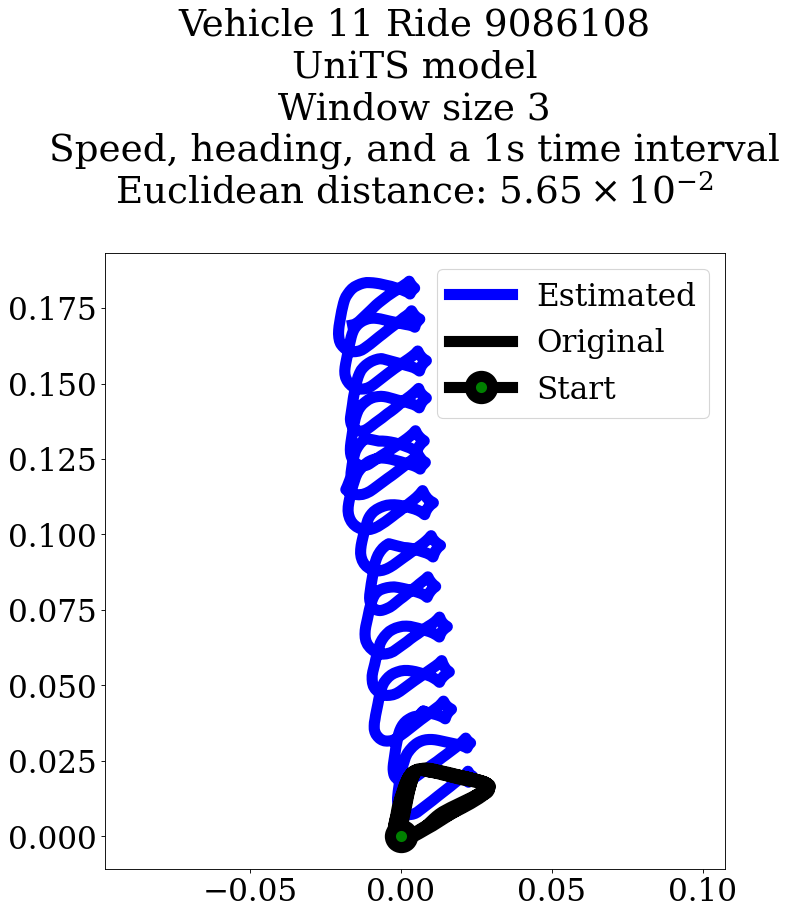 Vehicle 11 Ride 9086108
UniTS model
Window size 3
Speed, heading, and a 1s time interval
Euclidean distance: 5.65 × 10⁻²
Estimated
Original
Start
0.175
0.150
0.125
0.100
0.075
0.050
0.025
0.000
−0.05
0.00
0.05
0.10